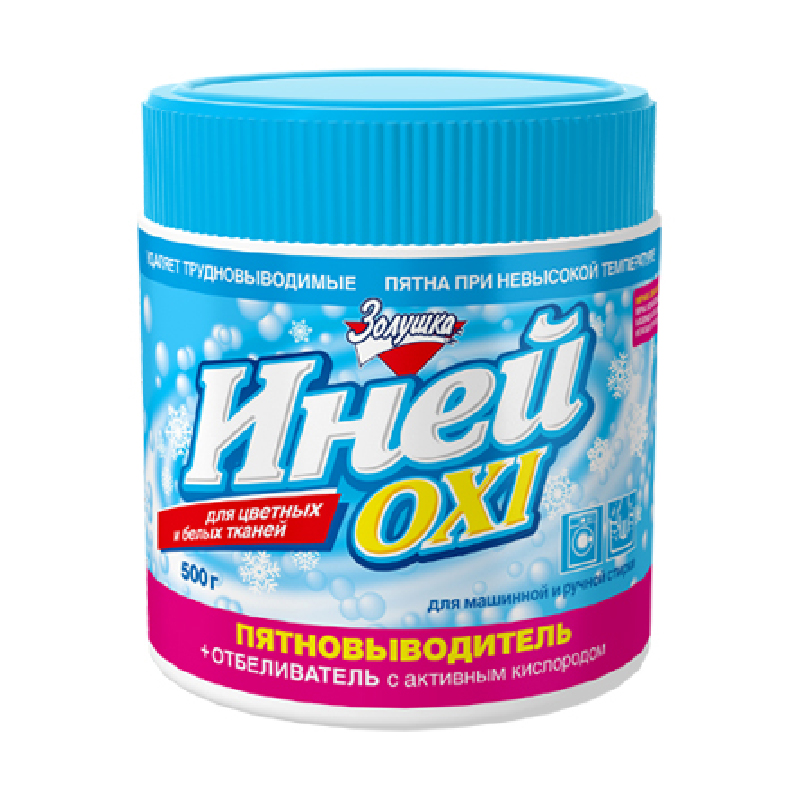 УДАЛЯЕТ ТРУДНОВЫВОДИМЫЕ ПЯТНА ПРИ НЕВЫСОКОЙ ТЕМПЕРАТУРЕ
Золушка
Иней
OXI
для цветных
и белых тканей
500 г
для машинной и ручной стирки
ПЯТНОВЫВОДИТЕЛЬ
+ОТБЕЛИВАТЕЛЬ с активным кислородом